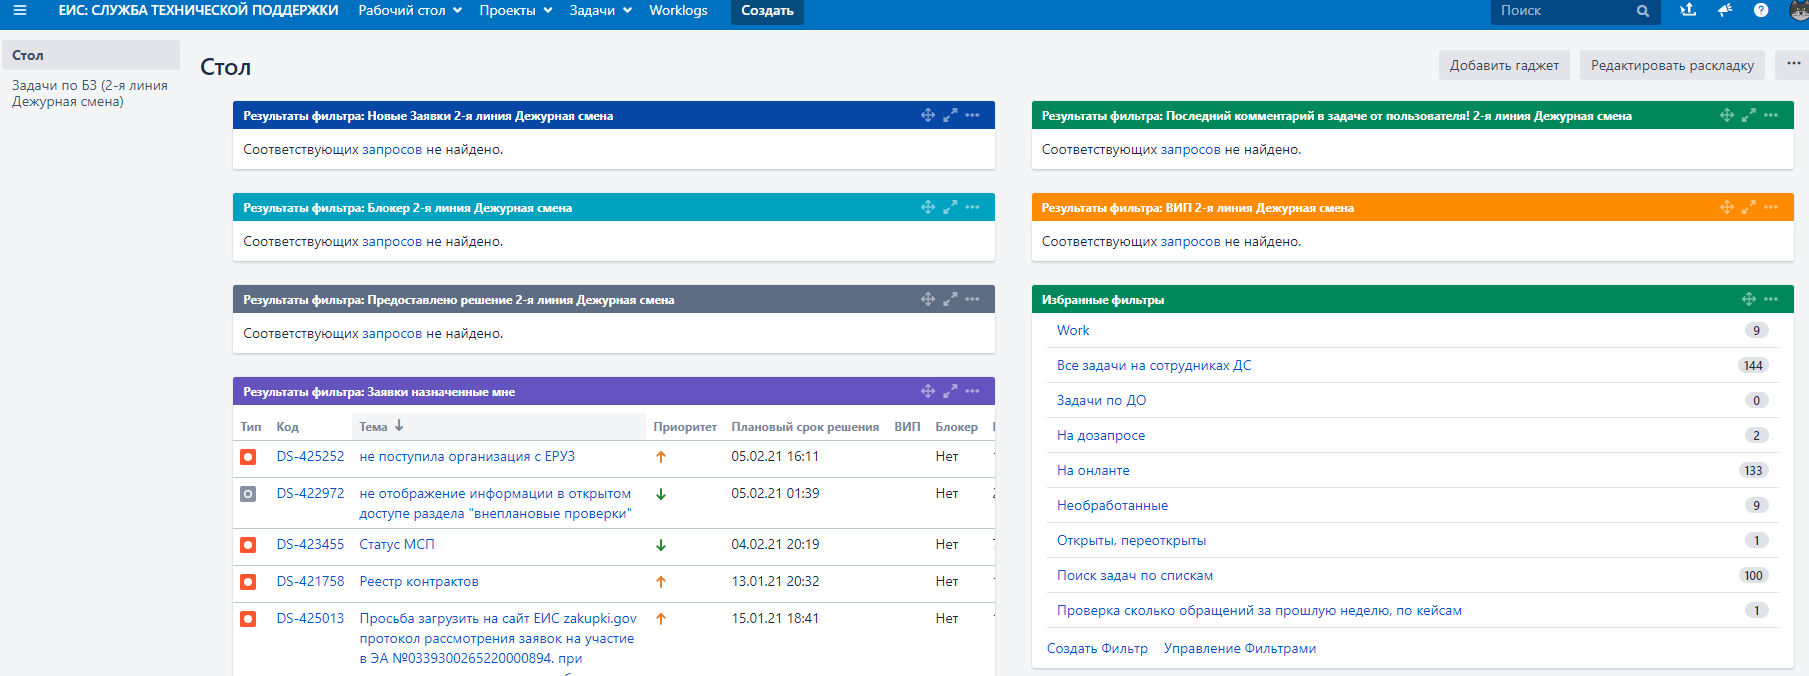 ЕИС: СЛУЖБА ТЕХНИЧЕСКОЙ ПОДДЕРЖКИ Рабочий стол Проекты Задачи Worklogs Создать Поиск
Стол
Задачи по БЗ (2-я линия
Дежурная смена)
Стол
Добавить гаджет Редактировать раскладку
Результаты фильтра: Новые Заявки 2-я линия Дежурная смена
Соответствующих запросов не найдено.
Результаты фильтра: Последний комментарий в задаче от пользователя! 2-я линия Дежурная смена
Соответствующих запросов не найдено.
Результаты фильтра: Блокер 2-я линия Дежурная смена
Соответствующих запросов не найдено.
Результаты фильтра: ВИП 2-я линия Дежурная смена
Соответствующих запросов не найдено.
Результаты фильтра: Предоставлено решение 2-я линия Дежурная смена
Соответствующих запросов не найдено.
Результаты фильтра: Заявки назначенные мне
Тип Код Тема Приоритет Плановый срок решения ВИП Блокер
DS-425252 не поступила организация с ЕРУЗ 05.02.21 16:11 Нет
DS-422972 не отображение информации в открытом 05.02.21 01:39 Нет
доступе раздела "внеплановые проверки"
DS-423455 Статус МСП 04.02.21 20:19 Нет
DS-421758 Реестр контрактов 13.01.21 20:32 Нет
DS-425013 Просьба загрузить на сайт ЕИС zakupki.gov 15.01.21 18:41 Нет
протокол рассмотрения заявок на участие
в ЭА №0339300265220000894. при
Избранные фильтры
Work 9
Все задачи на сотрудниках ДС 144
Задачи по ДО 0
На дозапросе 2
На онланте 133
Необработанные 9
Открыты, переоткрыты 1
Поиск задач по спискам 100
Проверка сколько обращений за прошлую неделю, по кейсам 1
Создать Фильтр Управление Фильтрами